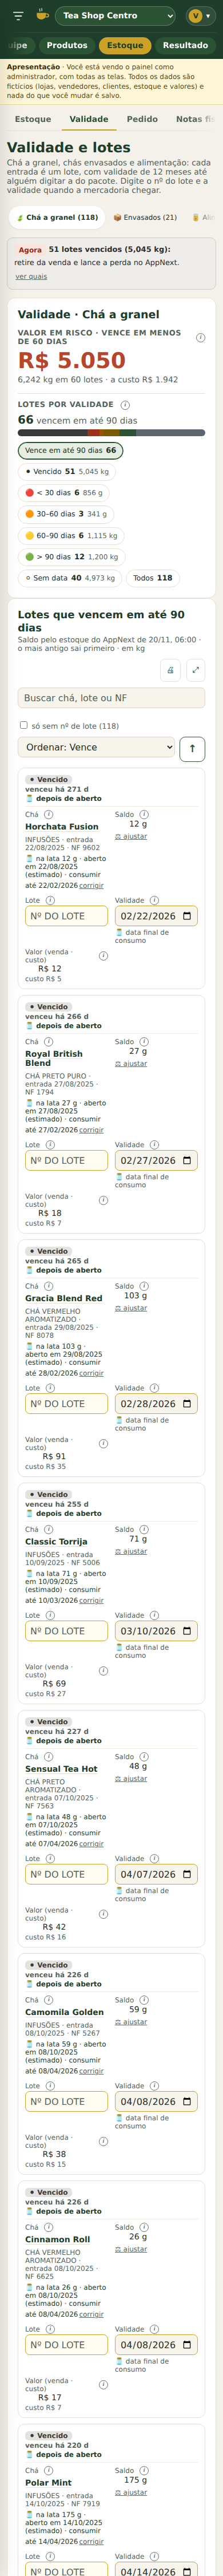 Tea Shop Centro
V ▾
uipe
Produtos
Estoque
Resultado
Apresentação · Você está vendo o painel como
administrador, com todas as telas. Todos os dados são
fictícios (lojas, vendedores, clientes, estoque e valores) e
nada do que você mudar é salvo.
Estoque
Validade
Pedido
Notas fis
Validade e lotes
Chá a granel, chás envasados e alimentação: cada
entrada é um lote, com validade de 12 meses até
alguém digitar a do pacote. Digite o nº do lote e a
validade quando a mercadoria chegar.
Chá a granel (118)
Envasados (21)
Agora 51 lotes vencidos (5,045 kg):
retire da venda e lance a perda no AppNext.
ver quais
Validade · Chá a granel
VALOR EM RISCO · VENCE EM MENOS
DE 60 DIAS
R$ 5.050
6,242 kg em 60 lotes · a custo R$ 1.942
LOTES POR VALIDADE
66 vencem em até 90 dias
Vence em até 90 dias 66
Vencido 51 5,045 kg
< 30 dias 6 856 g
30–60 dias 3 341 g
60–90 dias 6 1,115 kg
> 90 dias 12 1,200 kg
Sem data 40 4,973 kg
Todos 118
Lotes que vencem em até 90
dias
Saldo pelo estoque do AppNext de 20/11, 06:00 ·
o mais antigo sai primeiro · em kg
Buscar chá, lote ou NF
só sem nº de lote (118)
Ordenar: Vence
↑
Vencido
venceu há 271 d
depois de aberto
Chá
Saldo
Horchata Fusion
12 g
INFUSÕES · entrada
22/08/2025 · NF 9602
ajustar
na lata 12 g · aberto
em 22/08/2025
(estimado) · consumir
até 22/02/2026 corrigir
Lote
Validade
Nº DO LOTE
02/22/2026
data final de
consumo
Valor (venda ·
custo)
R$ 12
custo R$ 5
Vencido
venceu há 266 d
depois de aberto
Chá
Saldo
Royal British
Blend
27 g
CHÁ PRETO PURO ·
entrada 27/08/2025 ·
NF 1794
ajustar
na lata 27 g · aberto
em 27/08/2025
(estimado) · consumir
até 27/02/2026 corrigir
Lote
Validade
Nº DO LOTE
02/27/2026
data final de
consumo
Valor (venda ·
custo)
R$ 18
custo R$ 7
Vencido
venceu há 265 d
depois de aberto
Chá
Saldo
Gracia Blend Red
103 g
CHÁ VERMELHO
AROMATIZADO ·
entrada 29/08/2025 ·
NF 8078
ajustar
na lata 103 g ·
aberto em 29/08/2025
(estimado) · consumir
até 28/02/2026 corrigir
Lote
Validade
Nº DO LOTE
02/28/2026
data final de
consumo
Valor (venda ·
custo)
R$ 91
custo R$ 35
Vencido
venceu há 255 d
depois de aberto
Chá
Saldo
Classic Torrija
71 g
INFUSÕES · entrada
10/09/2025 · NF 5006
ajustar
na lata 71 g · aberto
em 10/09/2025
(estimado) · consumir
até 10/03/2026 corrigir
Lote
Validade
Nº DO LOTE
03/10/2026
data final de
consumo
Valor (venda ·
custo)
R$ 69
custo R$ 27
Vencido
venceu há 227 d
depois de aberto
Chá
Saldo
Sensual Tea Hot
48 g
CHÁ PRETO
AROMATIZADO ·
entrada 07/10/2025 ·
NF 7563
ajustar
na lata 48 g · aberto
em 07/10/2025
(estimado) · consumir
até 07/04/2026 corrigir
Lote
Validade
Nº DO LOTE
04/07/2026
data final de
consumo
Valor (venda ·
custo)
R$ 42
custo R$ 16
Vencido
venceu há 226 d
depois de aberto
Chá
Saldo
Camomila Golden
59 g
INFUSÕES · entrada
08/10/2025 · NF 5267
ajustar
na lata 59 g · aberto
em 08/10/2025
(estimado) · consumir
até 08/04/2026 corrigir
Lote
Validade
Nº DO LOTE
04/08/2026
data final de
consumo
Valor (venda ·
custo)
R$ 38
custo R$ 15
Vencido
venceu há 226 d
depois de aberto
Chá
Saldo
Cinnamon Roll
26 g
CHÁ VERMELHO
AROMATIZADO ·
entrada 08/10/2025 ·
NF 6625
ajustar
na lata 26 g · aberto
em 08/10/2025
(estimado) · consumir
até 08/04/2026 corrigir
Lote
Validade
Nº DO LOTE
04/08/2026
data final de
consumo
Valor (venda ·
custo)
R$ 17
custo R$ 7
Vencido
venceu há 220 d
depois de aberto
Chá
Saldo
Polar Mint
175 g
INFUSÕES · entrada
14/10/2025 · NF 7919
ajustar
na lata 175 g ·
aberto em 14/10/2025
(estimado) · consumir
até 14/04/2026 corrigir
Lote
Validade
Nº DO LOTE
04/14/2026